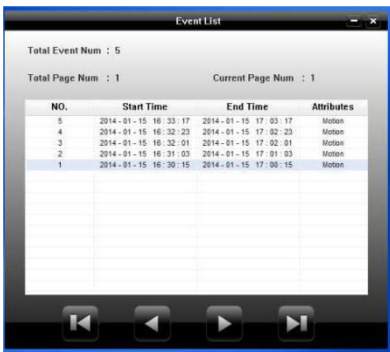 Event List
Total Event Num : 5
Total Page Num : 1 Current Page Num : 1
NO. Start Time End Time Attributes
5 2014-01-15 16:33:17 2014-01-15 17:03:17 Motion
4 2014-01-15 16:32:23 2014-01-15 17:02:23 Motion
3 2014-01-15 16:32:01 2014-01-15 17:02:01 Motion
2 2014-01-15 16:31:03 2014-01-15 17:01:03 Motion
1 2014-01-15 16:30:15 2014-01-15 17:00:15 Motion